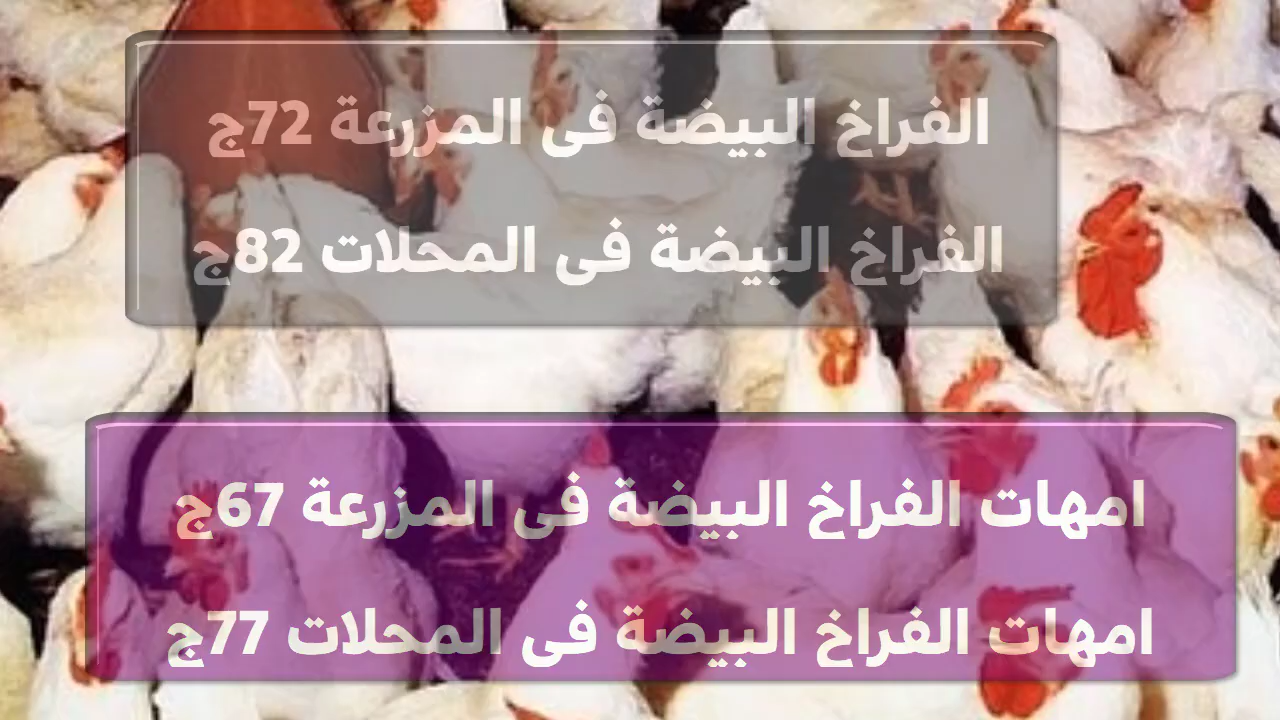 الفراخ البيضة فى المزرعة 72ج
الفراخ البيضة فى المحلات 82ج
امهات الفراخ البيضة فى المزرعة 67ج
امهات الفراخ البيضة فى المحلات 77ج